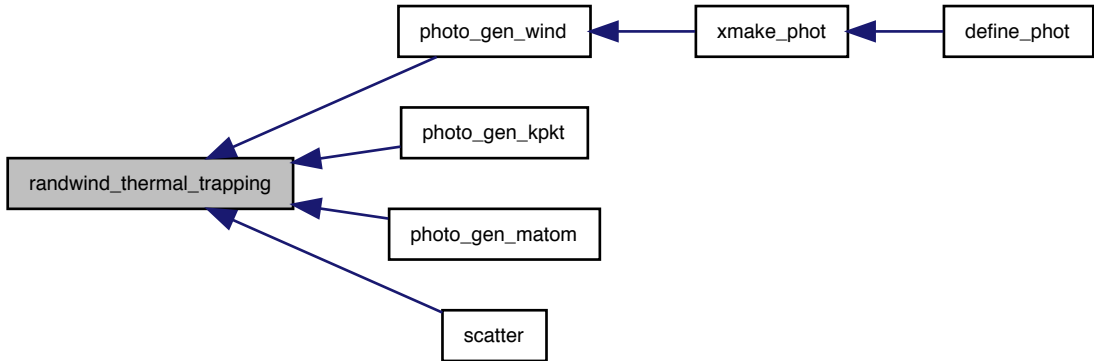 photo_gen_wind
xmake_phot
define_phot
photo_gen_kpkt
randwind_thermal_trapping
photo_gen_matom
scatter